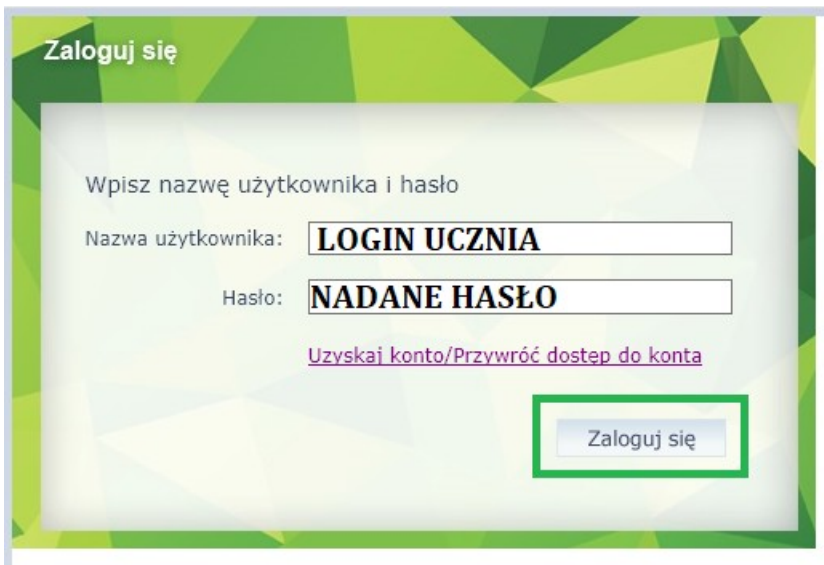 Zaloguj się
Wpisz nazwę użytkownika i hasło
Nazwa użytkownika: LOGIN UCZNIA
Hasło: NADANE HASŁO
Uzyskaj konto/Przywróć dostęp do konta
Zaloguj się